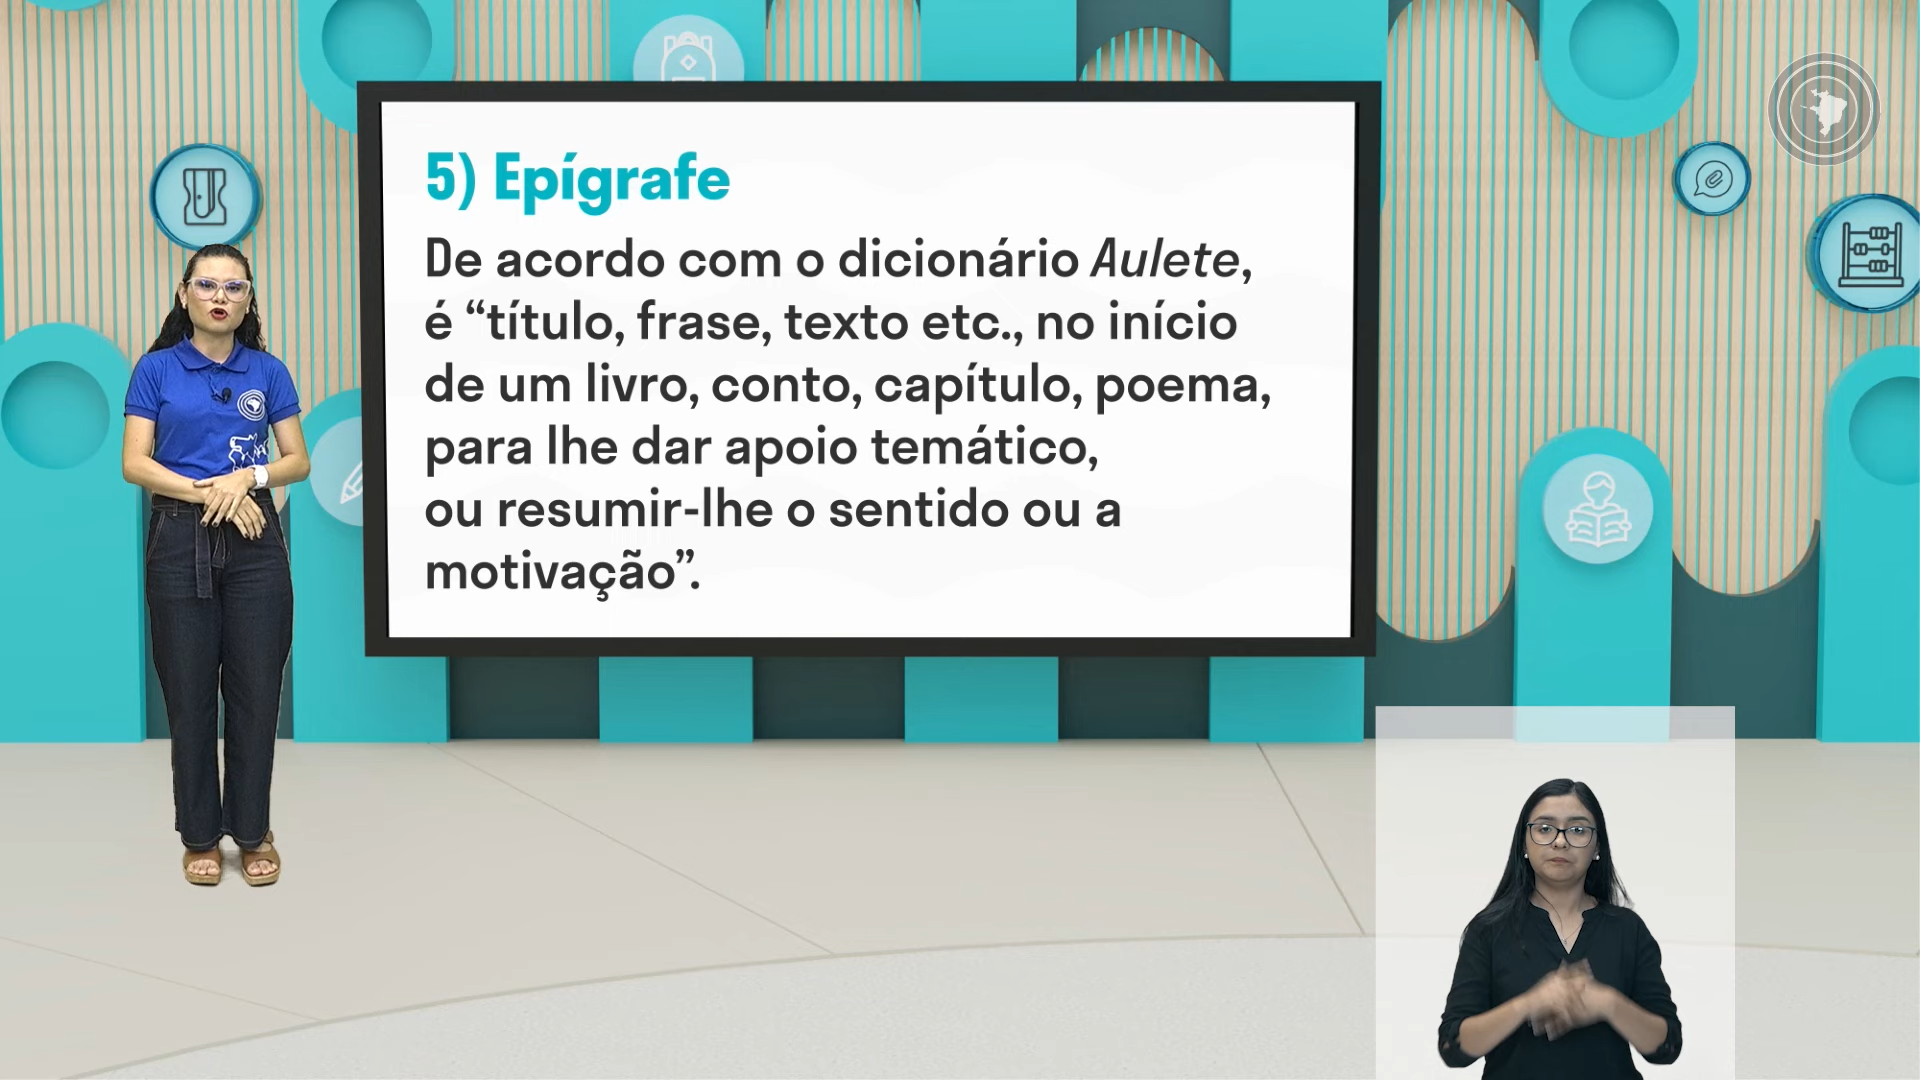 5) Epígrafe
De acordo com o dicionário Aulete,
é “título, frase, texto etc., no início
de um livro, conto, capítulo, poema,
para lhe dar apoio temático,
ou resumir-lhe o sentido ou a
motivação”.